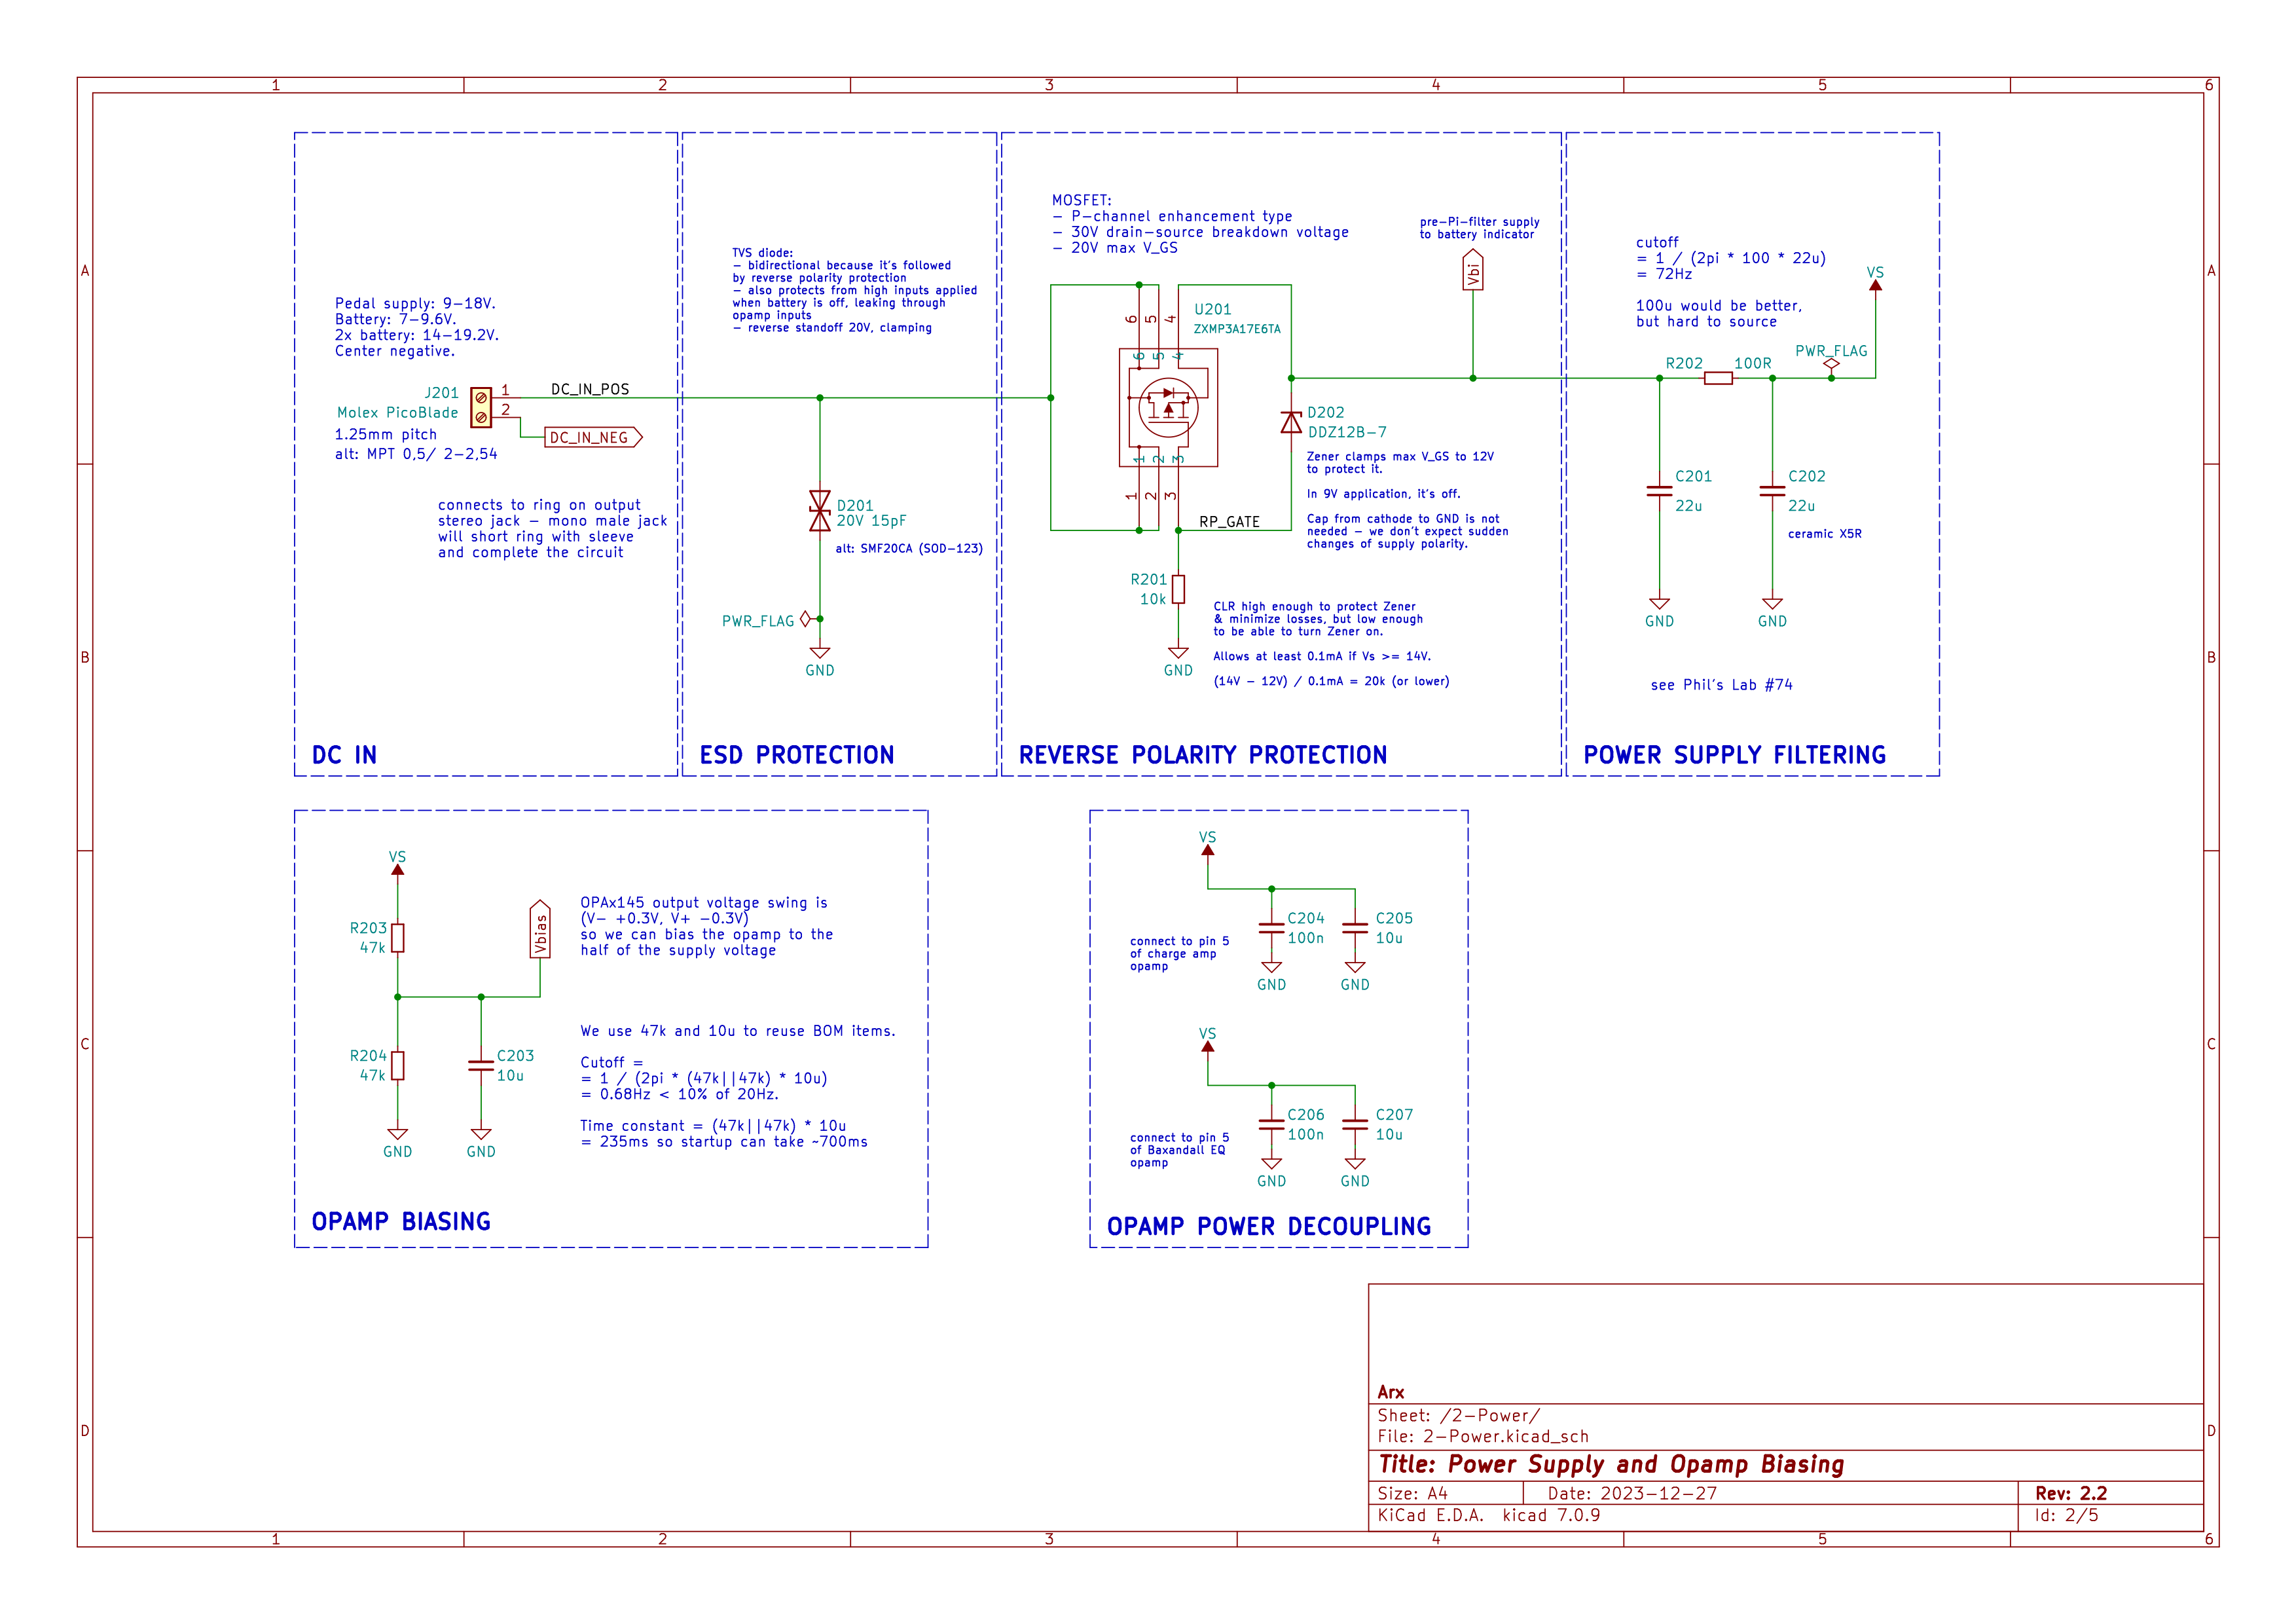 1 2 3 4 5 6
A
B
C
D
A
B
C
D
1 2 3 4 5 6
Pedal supply: 9-18V.
Battery: 7-9.6V.
2x battery: 14-19.2V.
Center negative.
J201
Molex PicoBlade
1
2
DC_IN_POS
DC_IN_NEG
1.25mm pitch
alt: MPT 0,5/ 2-2,54
connects to ring on output
stereo jack - mono male jack
will short ring with sleeve
and complete the circuit
DC IN
TVS diode:
- bidirectional because it's followed
by reverse polarity protection
- also protects from high inputs applied
when battery is off, leaking through
opamp inputs
- reverse standoff 20V, clamping
D201
20V 15pF
alt: SMF20CA (SOD-123)
PWR_FLAG
GND
ESD PROTECTION
MOSFET:
- P-channel enhancement type
- 30V drain-source breakdown voltage
- 20V max V_GS
pre-Pi-filter supply
to battery indicator
Vbi
U201
ZXMP3A17E6TA
6 5 4
6 5 4
1 2 3
1 2 3
RP_GATE
D202
DDZ12B-7
Zener clamps max V_GS to 12V
to protect it.
In 9V application, it's off.
Cap from cathode to GND is not
needed - we don't expect sudden
changes of supply polarity.
R201
10k
GND
CLR high enough to protect Zener
& minimize losses, but low enough
to be able to turn Zener on.
Allows at least 0.1mA if Vs >= 14V.
(14V - 12V) / 0.1mA = 20k (or lower)
REVERSE POLARITY PROTECTION
cutoff
= 1 / (2pi * 100 * 22u)
= 72Hz
100u would be better,
but hard to source
VS
PWR_FLAG
R202 100R
C201
22u
C202
22u
ceramic X5R
GND
GND
see Phil's Lab #74
POWER SUPPLY FILTERING
VS
R203
47k
Vbias
R204
47k
C203
10u
GND
GND
OPAx145 output voltage swing is
(V- +0.3V, V+ -0.3V)
so we can bias the opamp to the
half of the supply voltage
We use 47k and 10u to reuse BOM items.
Cutoff =
= 1 / (2pi * (47k||47k) * 10u)
= 0.68Hz < 10% of 20Hz.
Time constant = (47k||47k) * 10u
= 235ms so startup can take ~700ms
OPAMP BIASING
VS
C204
100n
C205
10u
connect to pin 5
of charge amp
opamp
GND
GND
VS
C206
100n
C207
10u
connect to pin 5
of Baxandall EQ
opamp
GND
GND
OPAMP POWER DECOUPLING
Arx
Sheet: /2-Power/
File: 2-Power.kicad_sch
Title: Power Supply and Opamp Biasing
Size: A4 Date: 2023-12-27 Rev: 2.2
KiCad E.D.A. kicad 7.0.9 Id: 2/5